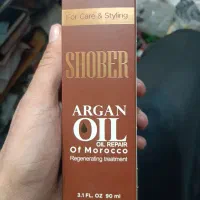 For Care & Styling
SHOBER
ARGAN
OIL
OIL REPAIR
Of Morocco
Regenerating treatment
3.1 FL. OZ 90 ml